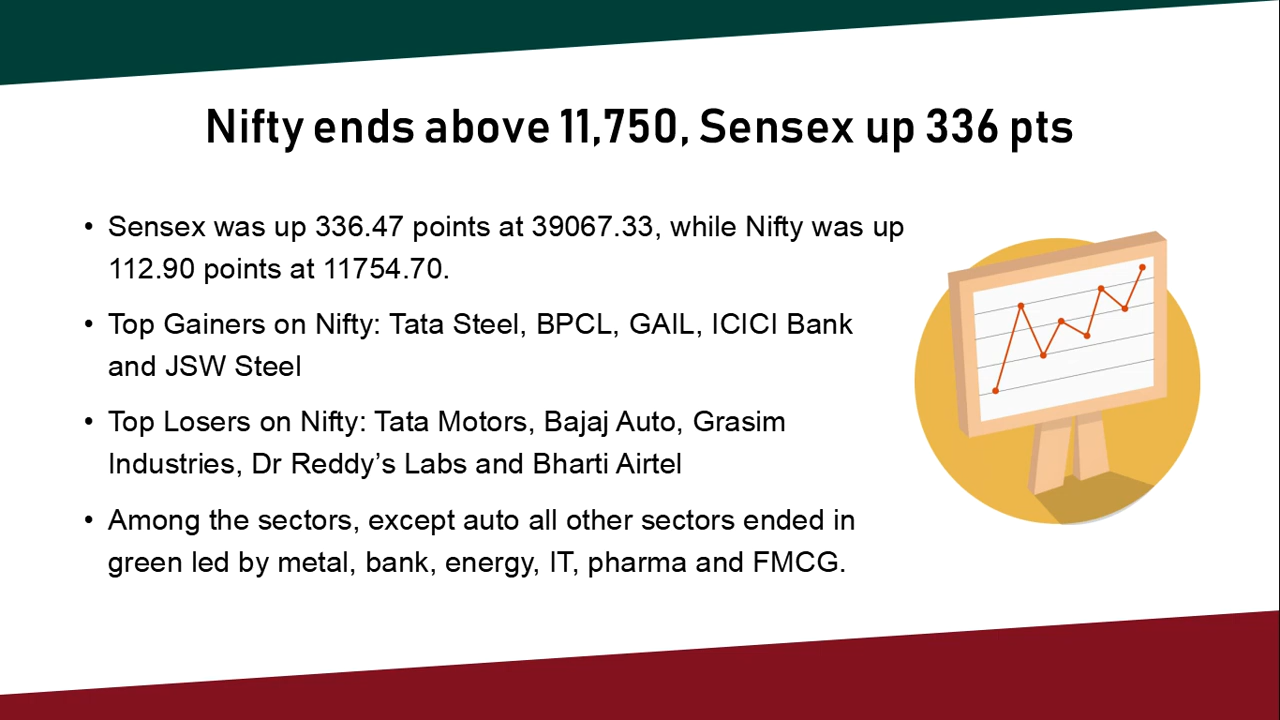 Nifty ends above 11,750, Sensex up 336 pts
• Sensex was up 336.47 points at 39067.33, while Nifty was up
112.90 points at 11754.70.
• Top Gainers on Nifty: Tata Steel, BPCL, GAIL, ICICI Bank
and JSW Steel
• Top Losers on Nifty: Tata Motors, Bajaj Auto, Grasim
Industries, Dr Reddy’s Labs and Bharti Airtel
• Among the sectors, except auto all other sectors ended in
green led by metal, bank, energy, IT, pharma and FMCG.